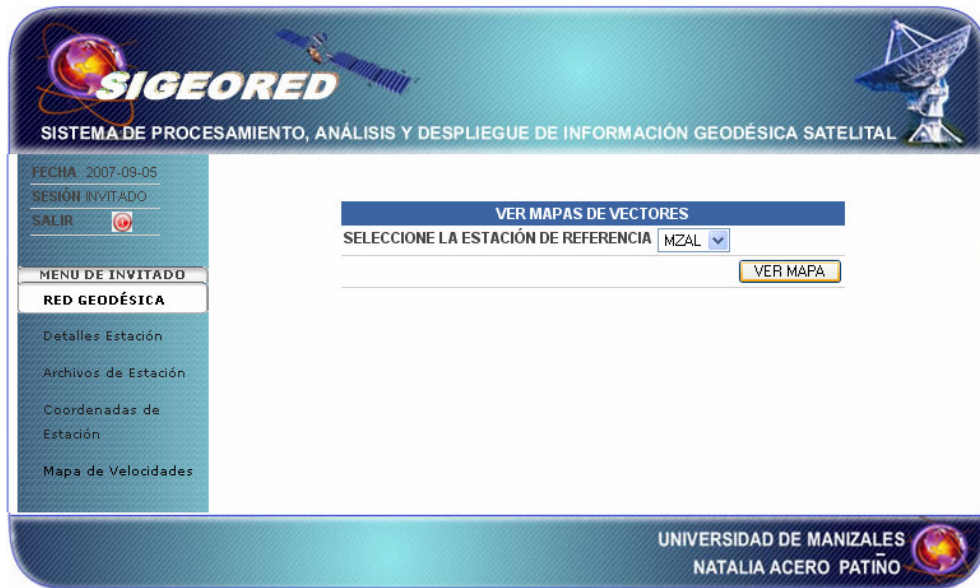 SIGEORED
SISTEMA DE PROCESAMIENTO, ANÁLISIS Y DESPLIEGUE DE INFORMACIÓN GEODÉSICA SATELITAL
FECHA 2007-09-05
SESIÓN INVITADO
SALIR
MENU DE INVITADO
RED GEODÉSICA
Detalles Estación
Archivos de Estación
Coordenadas de
Estación
Mapa de Velocidades
VER MAPAS DE VECTORES
SELECCIONE LA ESTACIÓN DE REFERENCIA MZAL
VER MAPA
UNIVERSIDAD DE MANIZALES
NATALIA ACERO PATIÑO